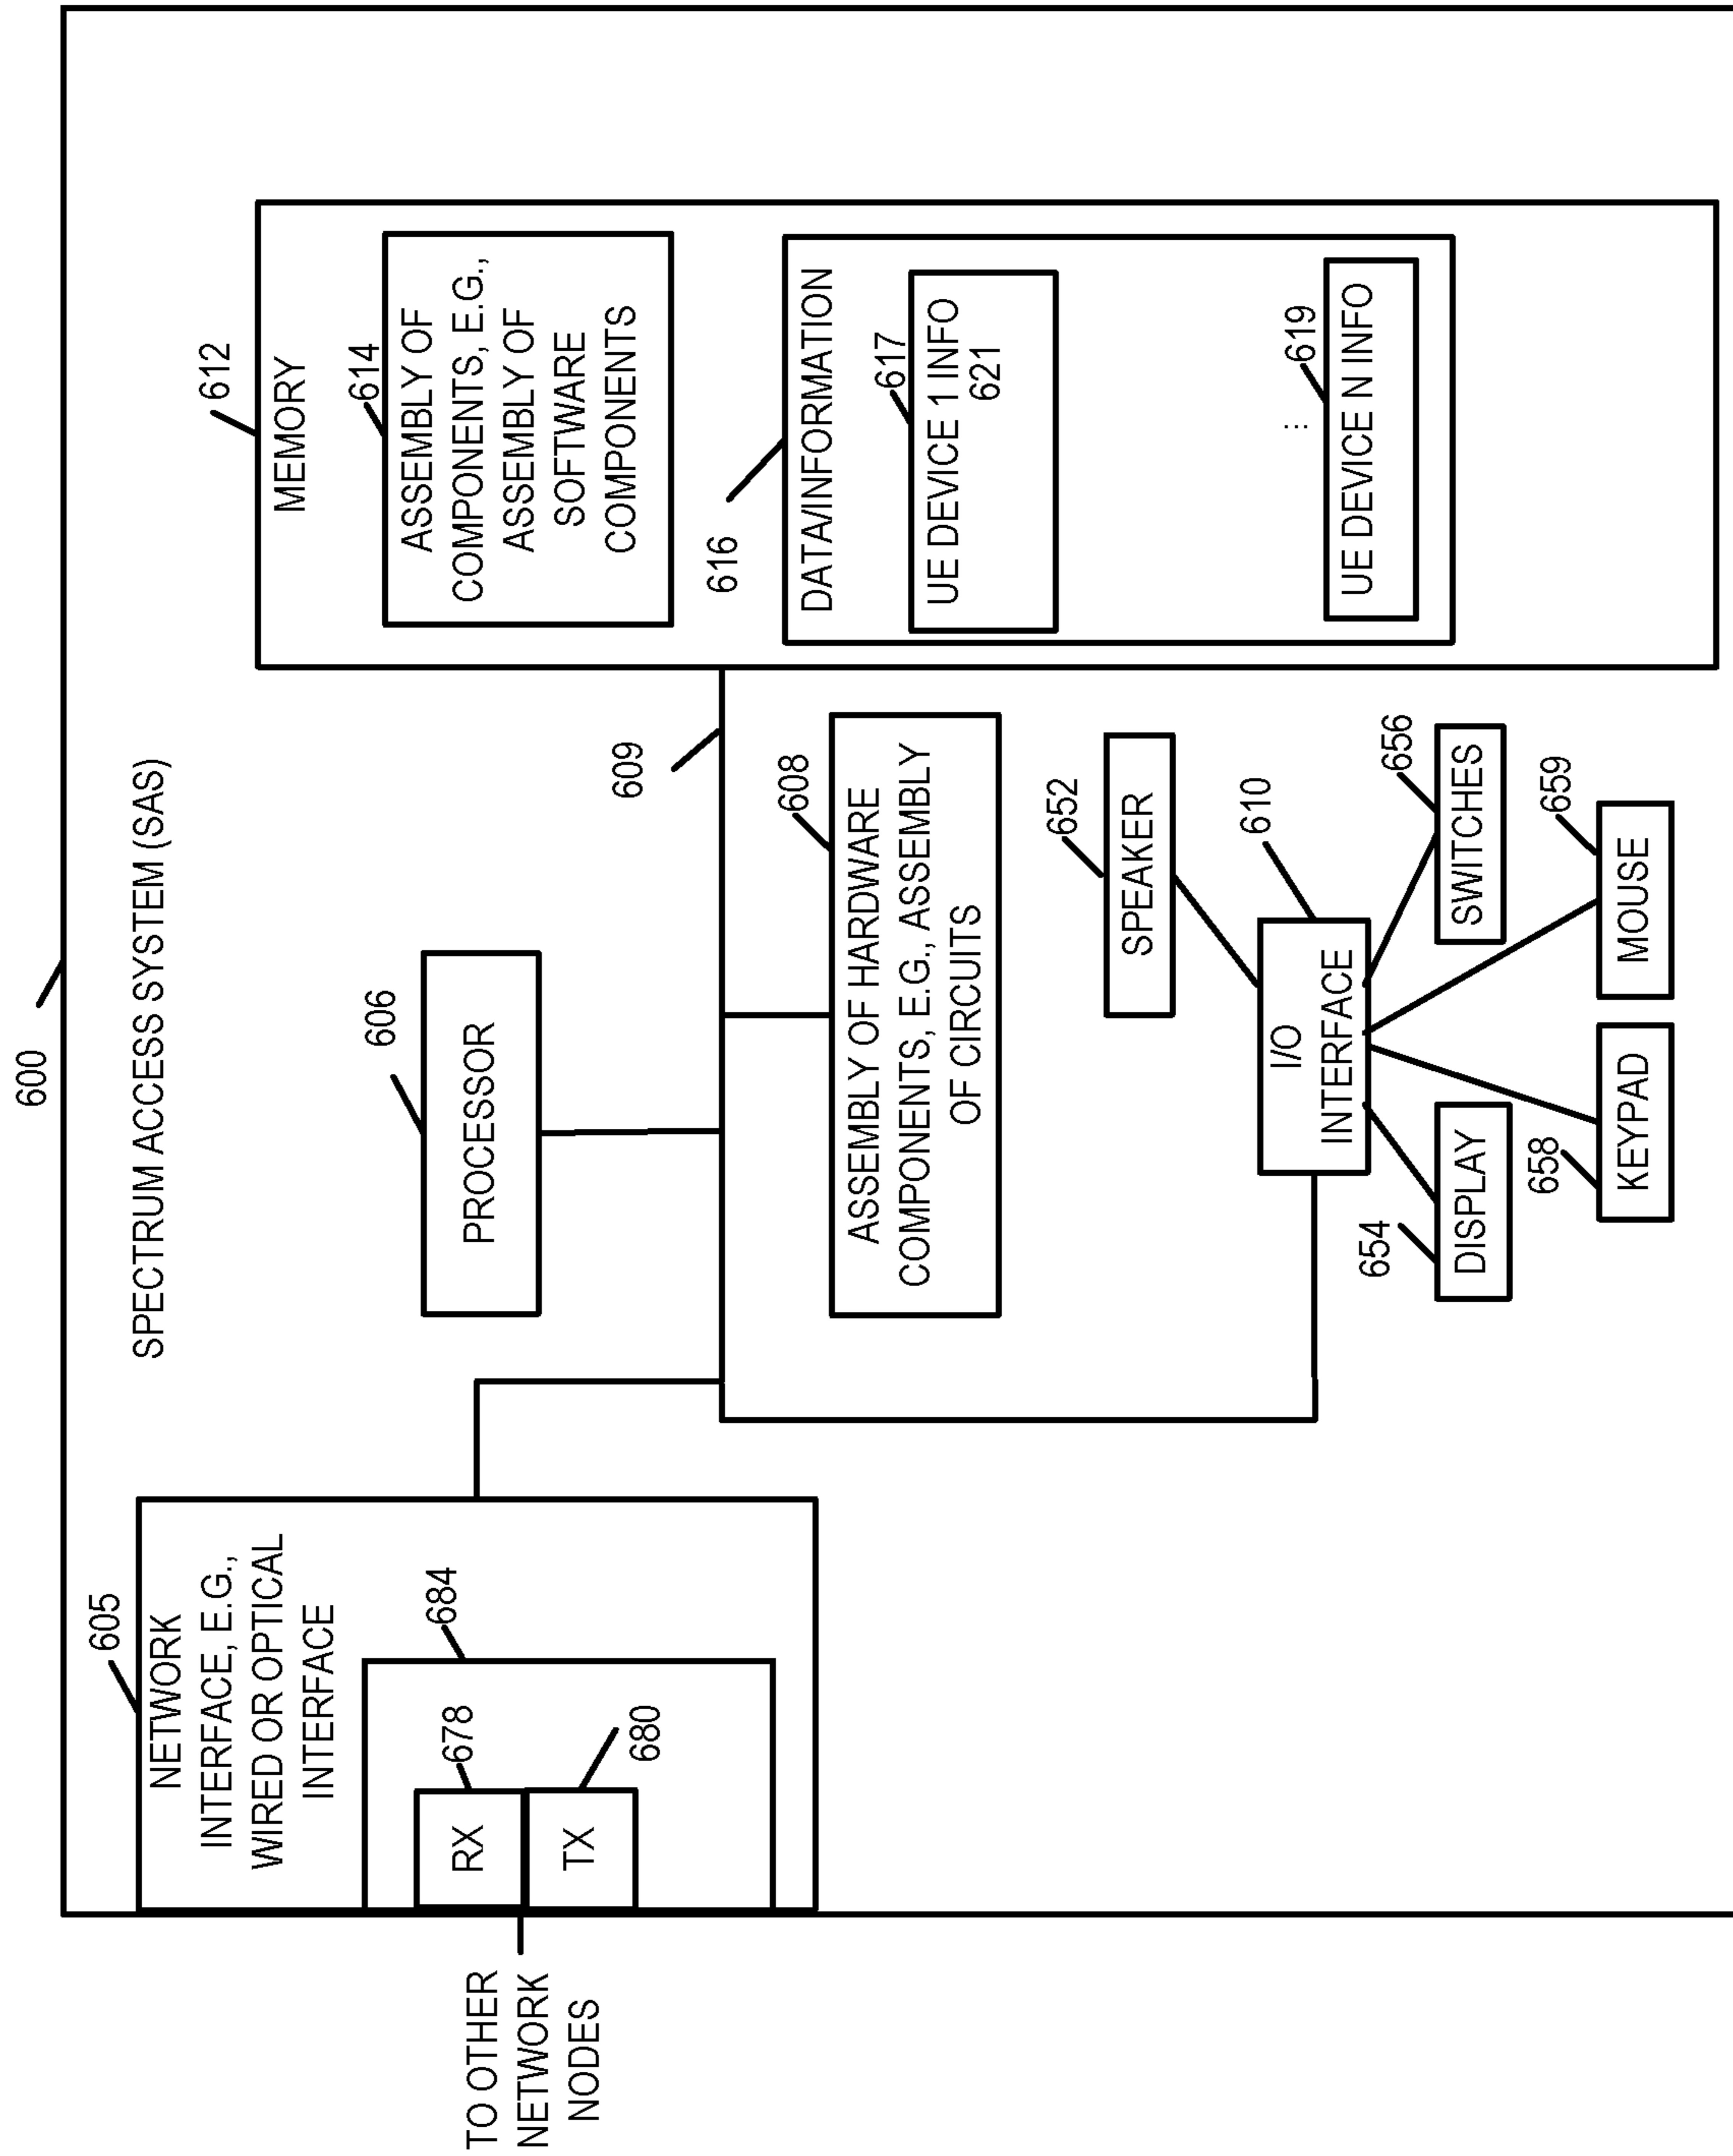 600
SPECTRUM ACCESS SYSTEM (SAS)
605
NETWORK
INTERFACE, E.G.,
WIRED OR OPTICAL
INTERFACE
684
678
RX
TX
680
TO OTHER
NETWORK
NODES
606
PROCESSOR
609
608
ASSEMBLY OF HARDWARE
COMPONENTS, E.G., ASSEMBLY
OF CIRCUITS
652
SPEAKER
610
I/O
INTERFACE
654
DISPLAY
656
SWITCHES
658
KEYPAD
659
MOUSE
612
MEMORY
614
ASSEMBLY OF
COMPONENTS, E.G.,
ASSEMBLY OF
SOFTWARE
COMPONENTS
616
DATA/INFORMATION
617
UE DEVICE 1 INFO
621
⋮
619
UE DEVICE N INFO